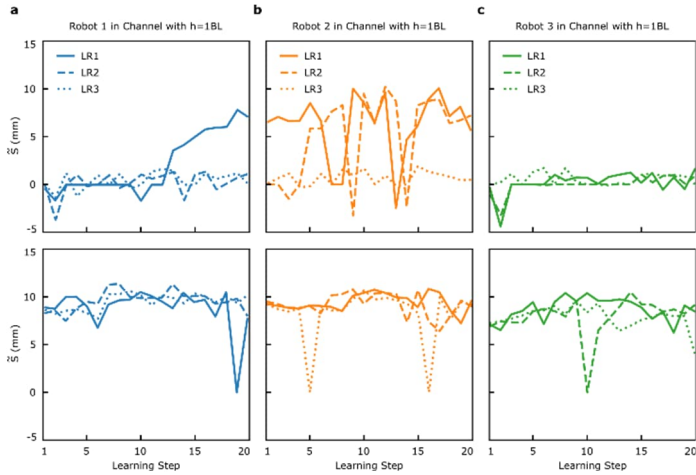 a
b
c
Robot 1 in Channel with h=1BL
Robot 2 in Channel with h=1BL
Robot 3 in Channel with h=1BL
15
10
5
0
-5
S̃ (mm)
LR1
LR2
LR3
LR1
LR2
LR3
LR1
LR2
LR3
15
10
5
0
-5
S̃ (mm)
1 5 10 15 20
1 5 10 15 20
1 5 10 15 20
Learning Step
Learning Step
Learning Step